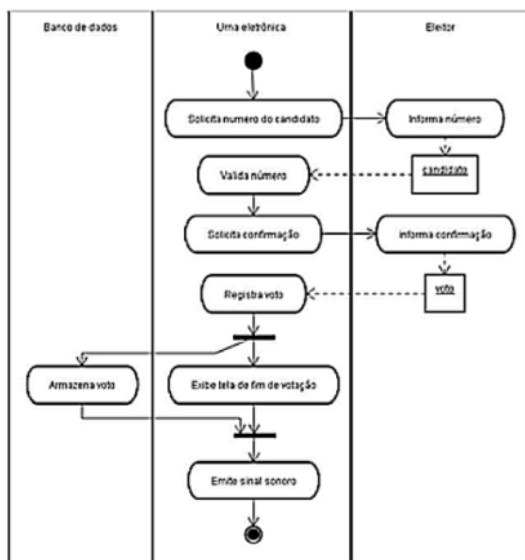 Banco de dados
Urna eletrônica
Eleitor
Solicita numero do candidato
Informa número
candidato
Valida número
Solicita confirmação
informa confirmação
voto
Registra voto
Armazena voto
Exibe tela de fim de votação
Emite sinal sonoro